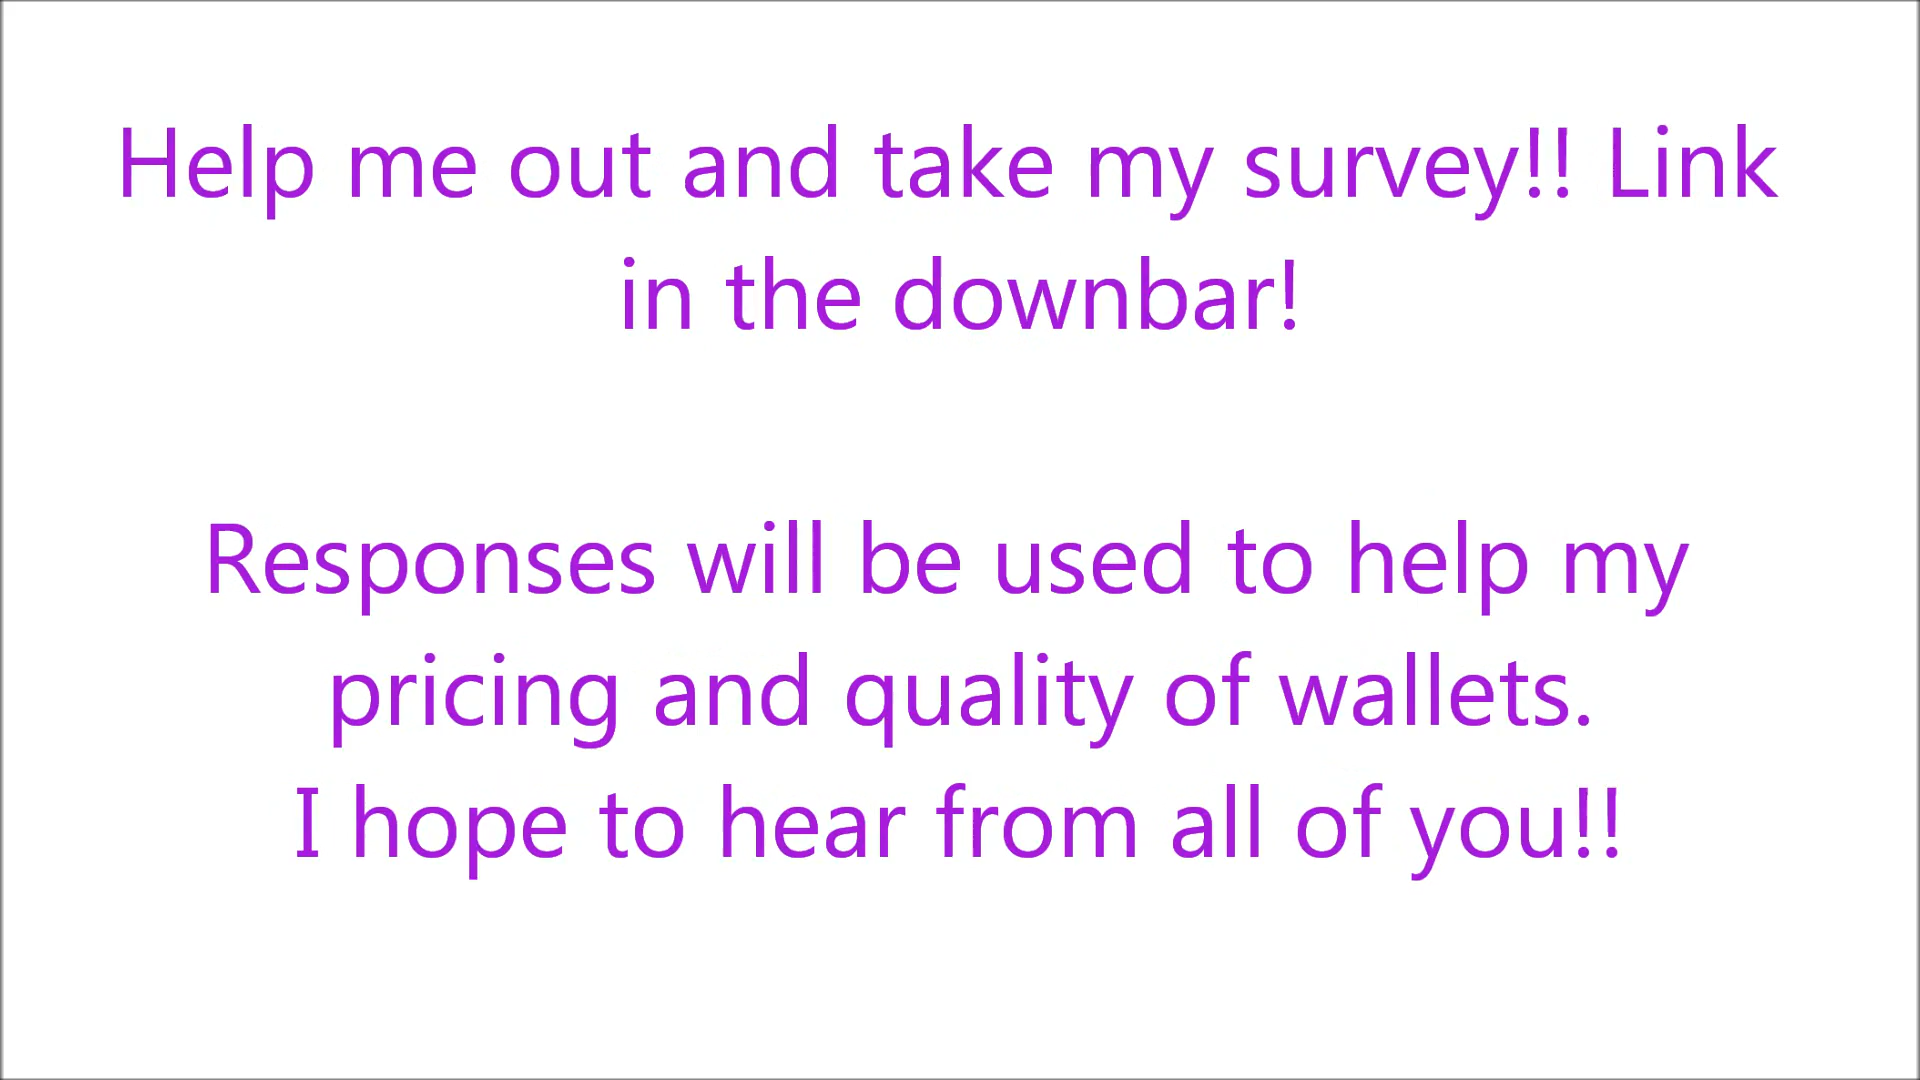 Help me out and take my survey!! Link
in the downbar!
Responses will be used to help my
pricing and quality of wallets.
I hope to hear from all of you!!